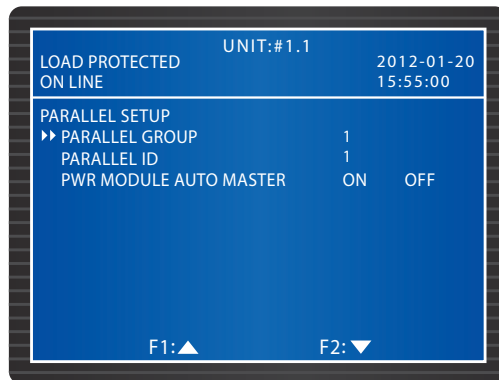 UNIT:#1.1
LOAD PROTECTED 2012-01-20
ON LINE 15:55:00
PARALLEL SETUP
PARALLEL GROUP 1
PARALLEL ID 1
PWR MODULE AUTO MASTER ON OFF
F1: F2: